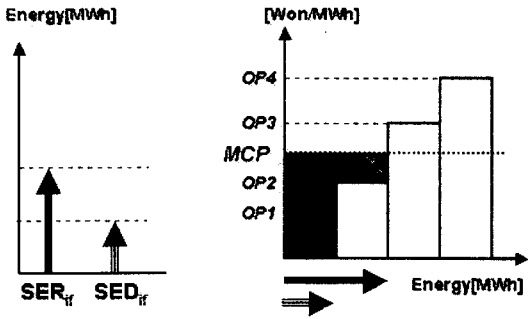 Energy[MWh]
SER_if SED_if
[Won/MWh]
OP4
OP3
MCP
OP2
OP1
Energy[MWh]